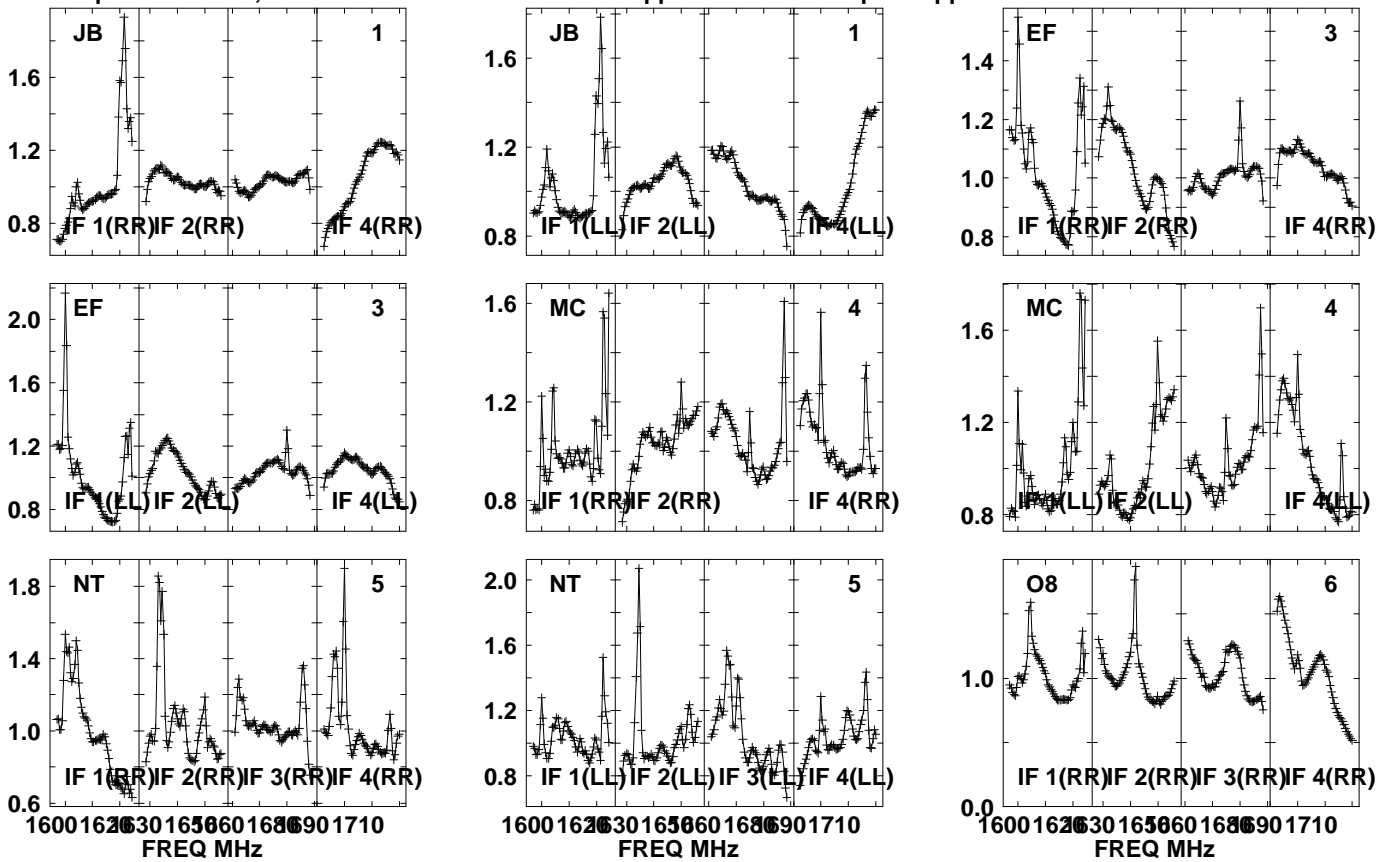 JB 1 JB 1 EF 3
1.6 1.6 1.4
1.2 1.2 1.2
1.0
0.8 0.8 0.8
IF 1(RR) IF 2(RR) IF 4(RR) IF 1(LL) IF 2(LL) IF 4(LL) IF 1(RR) IF 2(RR) IF 4(RR)
EF 3 MC 4 MC 4
2.0 1.6 1.6
1.6
1.2 1.2 1.2
0.8 0.8 0.8
IF 1(LL) IF 2(LL) IF 4(LL) IF 1(RR) IF 2(RR) IF 4(RR) IF 1(LL) IF 2(LL) IF 4(LL)
NT 5 NT 5 O8 6
1.8 2.0
1.6
1.4
1.2 1.0
1.0
0.8
IF 1(RR) IF 2(RR) IF 3(RR) IF 4(RR) IF 1(LL) IF 2(LL) IF 3(LL) IF 4(LL) IF 1(RR) IF 2(RR) IF 3(RR) IF 4(RR)
0.6 0.0
1600 1710 1600 1710 1600 1710
FREQ MHz FREQ MHz FREQ MHz